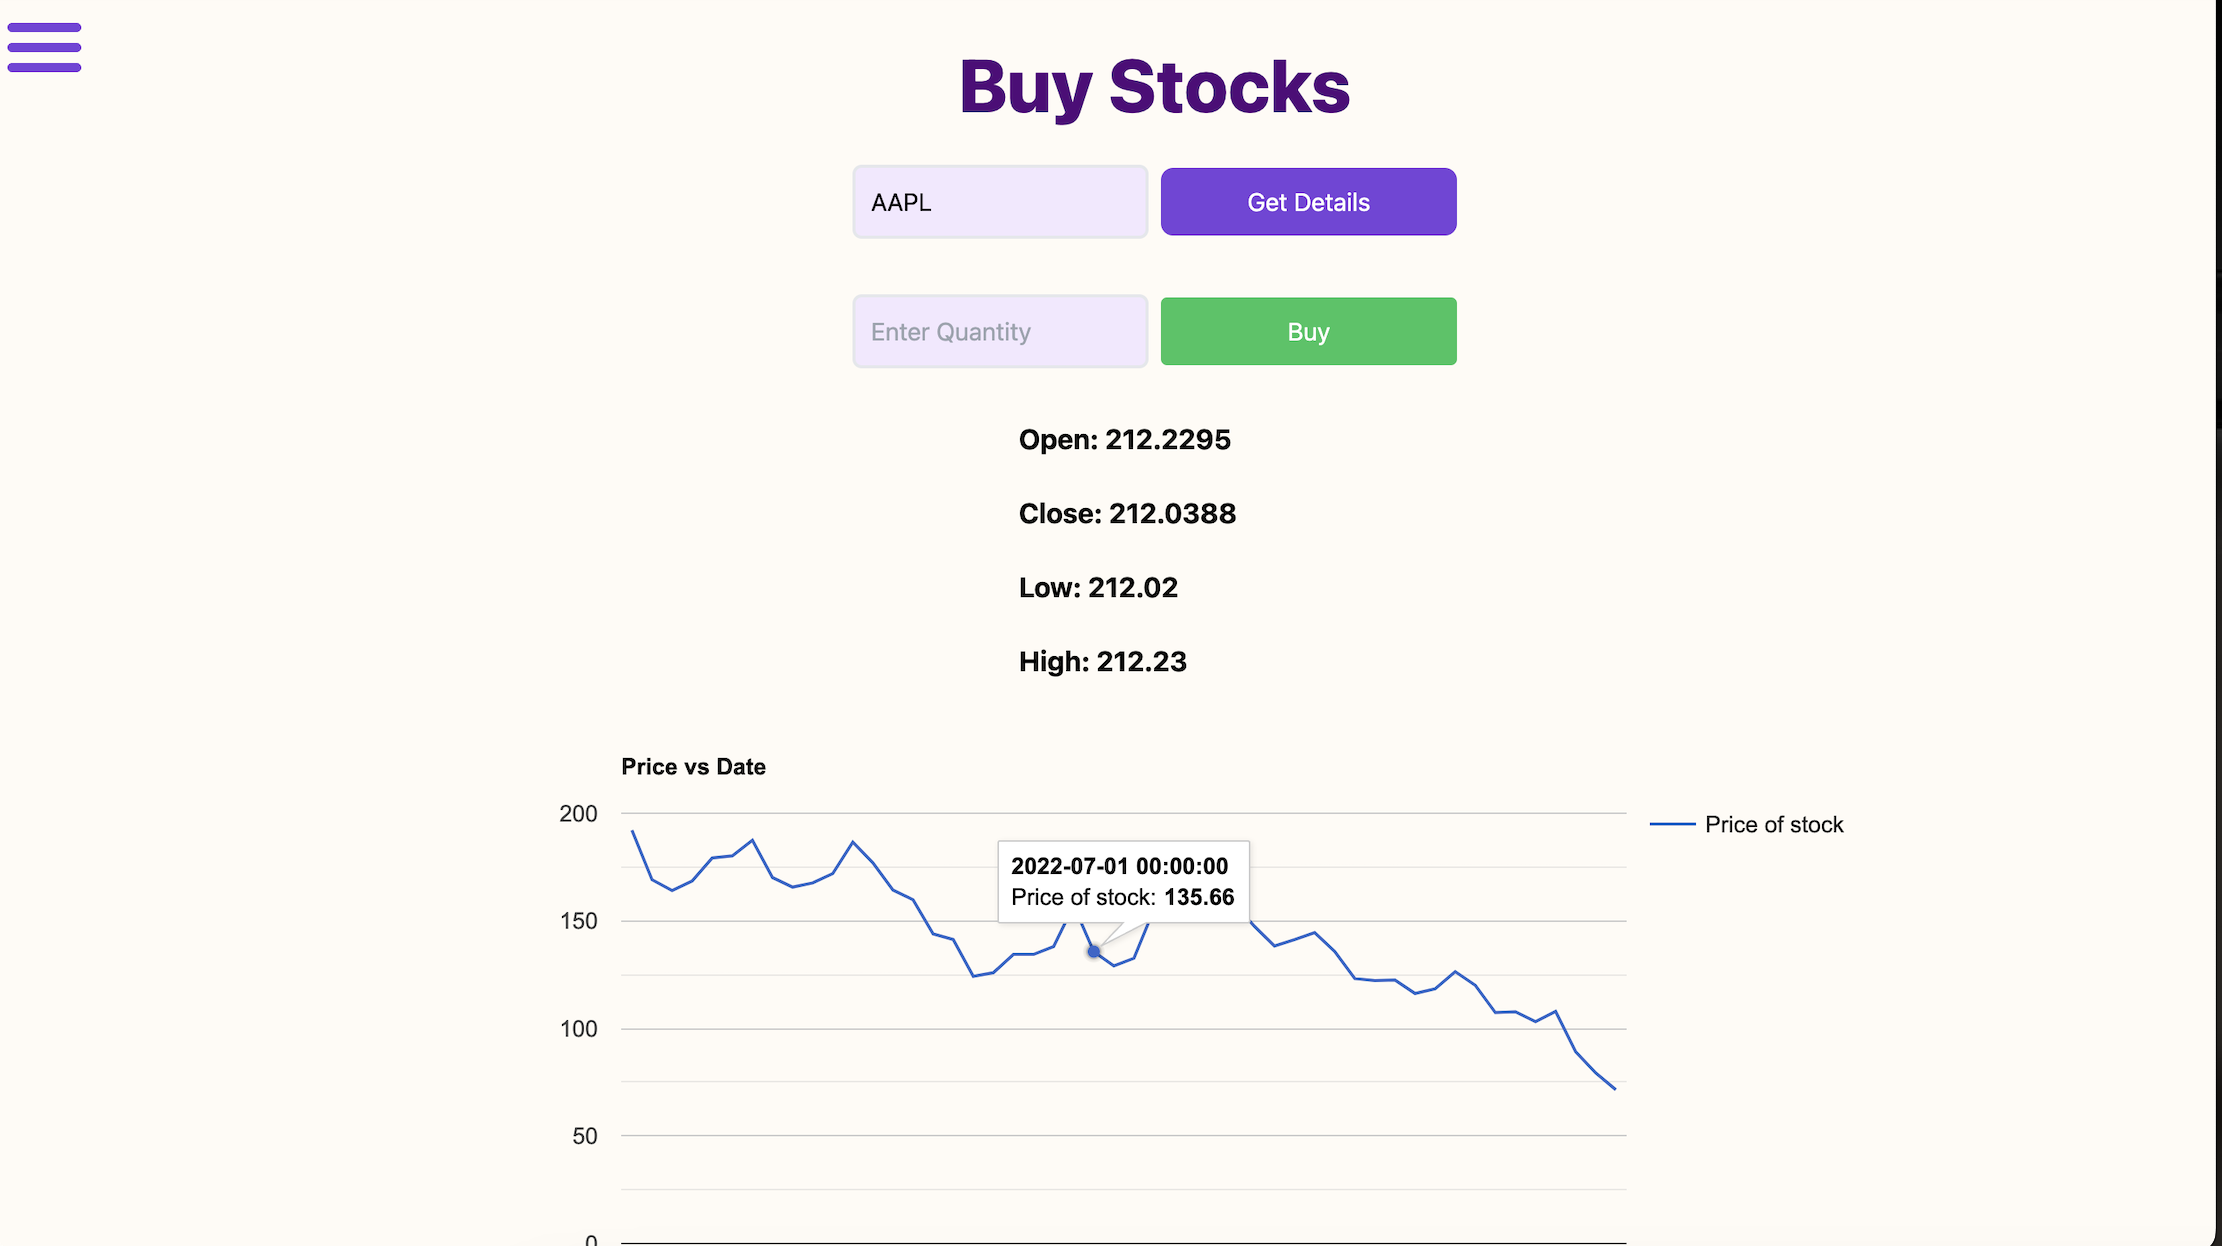 Buy Stocks
AAPL
Get Details
Enter Quantity
Buy
Open: 212.2295
Close: 212.0388
Low: 212.02
High: 212.23
Price vs Date
200
150
100
50
0
2022-07-01 00:00:00
Price of stock: 135.66
Price of stock